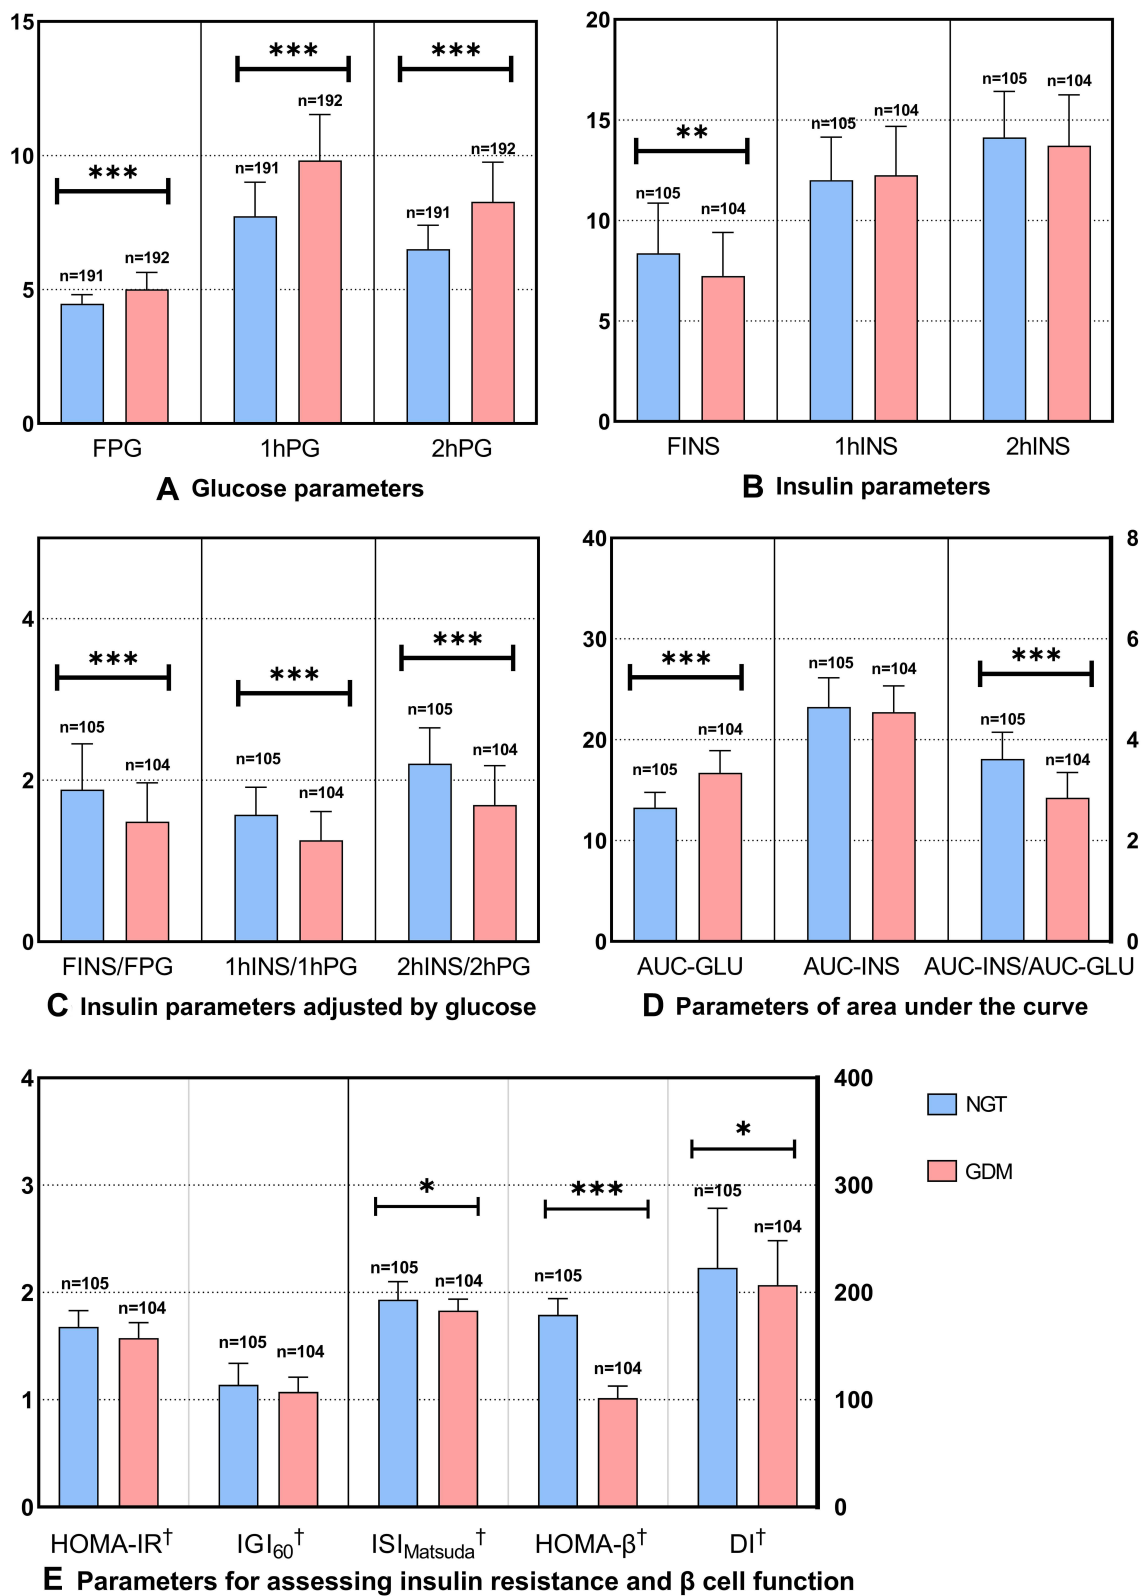 15
10
5
0
***
***
***
n=191
n=192
n=191
n=192
n=191
n=192
FPG
1hPG
2hPG
A Glucose parameters
20
15
10
5
0
**
n=105
n=104
n=105
n=104
n=105
n=104
FINS
1hINS
2hINS
B Insulin parameters
4
2
0
***
***
***
n=105
n=104
n=105
n=104
n=105
n=104
FINS/FPG
1hINS/1hPG
2hINS/2hPG
C Insulin parameters adjusted by glucose
40
30
20
10
0
8
6
4
2
0
***
***
n=105
n=104
n=105
n=104
n=105
n=104
AUC-GLU
AUC-INS
AUC-INS/AUC-GLU
D Parameters of area under the curve
4
3
2
1
0
400
300
200
100
0
*
***
*
n=105
n=104
n=105
n=104
n=105
n=104
n=105
n=104
n=105
n=104
HOMA-IR†
IGI60†
ISIMatsuda†
HOMA-β†
DI†
NGT
GDM
E Parameters for assessing insulin resistance and β cell function